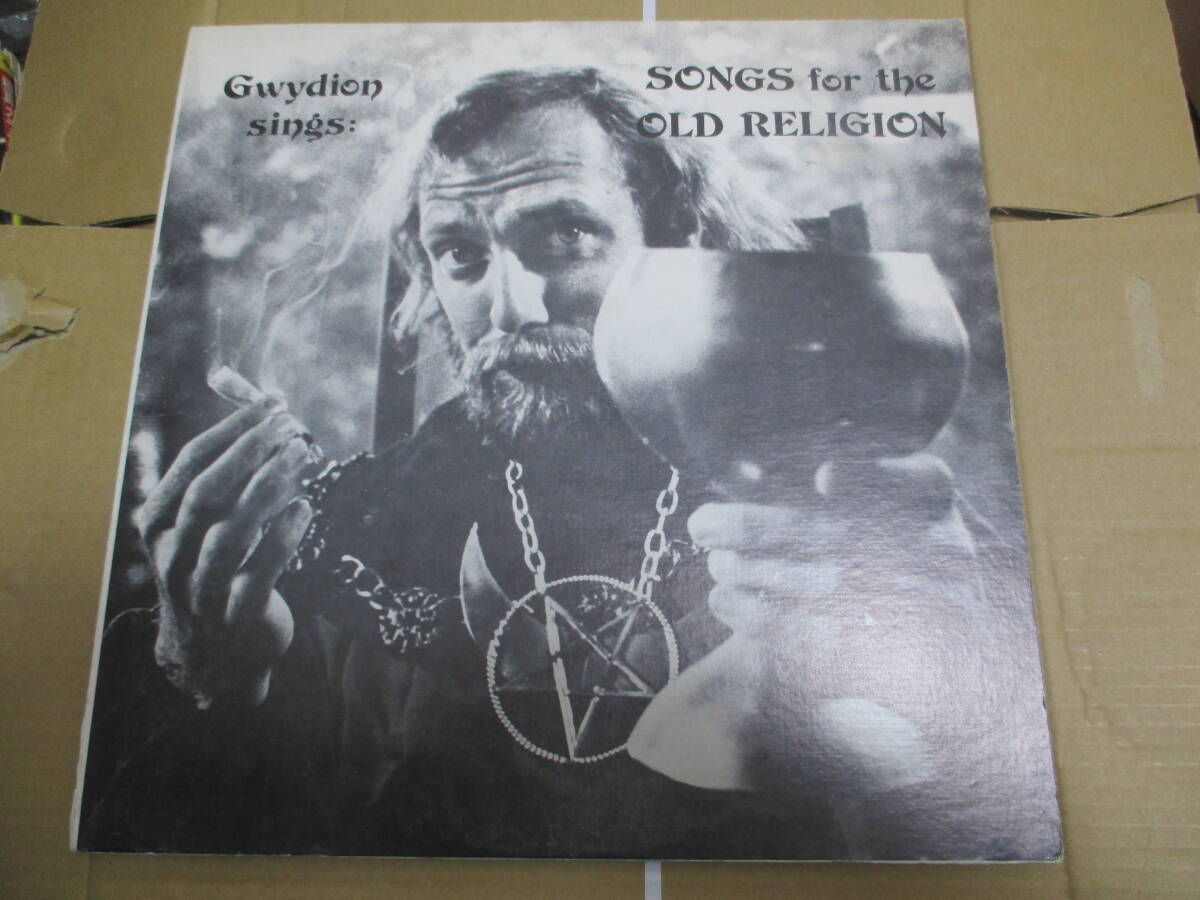 Gwydion
sings:
SONGS for the
OLD RELIGION